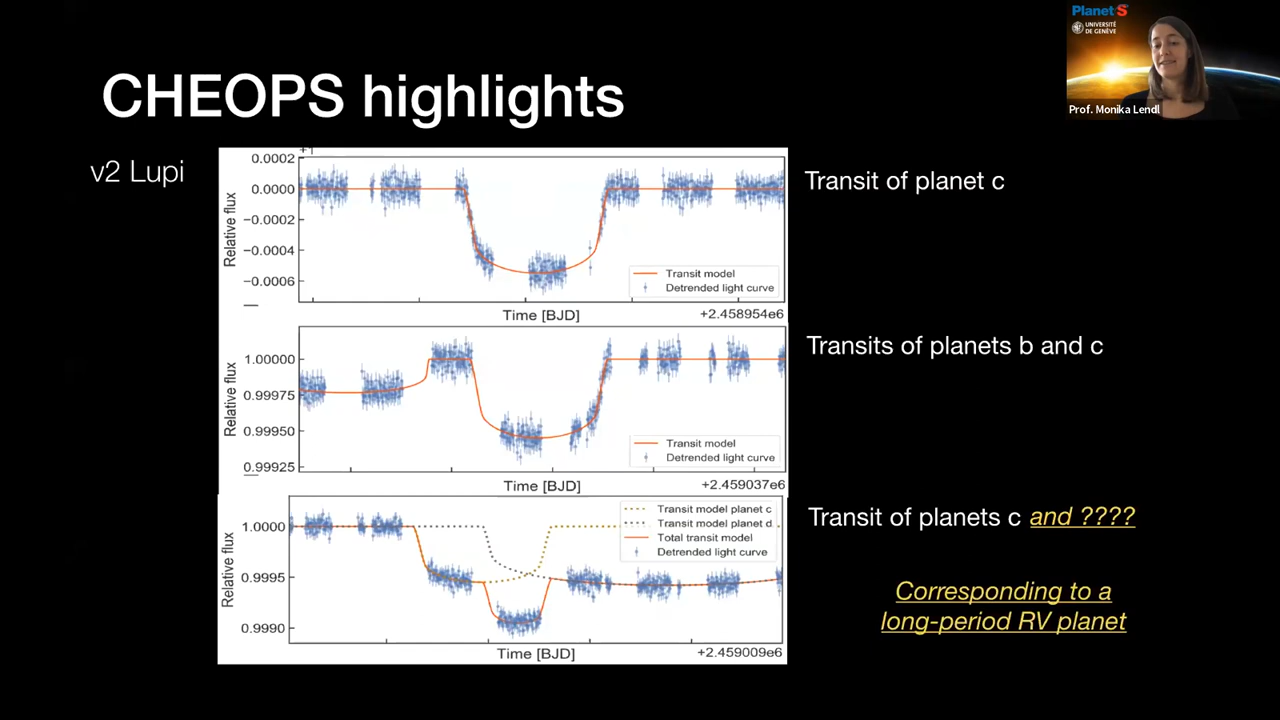 PlanetS
UNIVERSITÉ
DE GENÈVE
Prof. Monika Lendl
CHEOPS highlights
v2 Lupi
+1
0.0002
0.0000
−0.0002
−0.0004
−0.0006
Relative flux
Transit model
Detrended light curve
Time [BJD]
+2.458954e6
Transit of planet c
1.00000
0.99975
0.99950
0.99925
Relative flux
Transit model
Detrended light curve
Time [BJD]
+2.459037e6
Transits of planets b and c
1.0000
0.9995
0.9990
Relative flux
Transit model planet c
Transit model planet d
Total transit model
Detrended light curve
Time [BJD]
+2.459009e6
Transit of planets c and ????
Corresponding to a
long-period RV planet